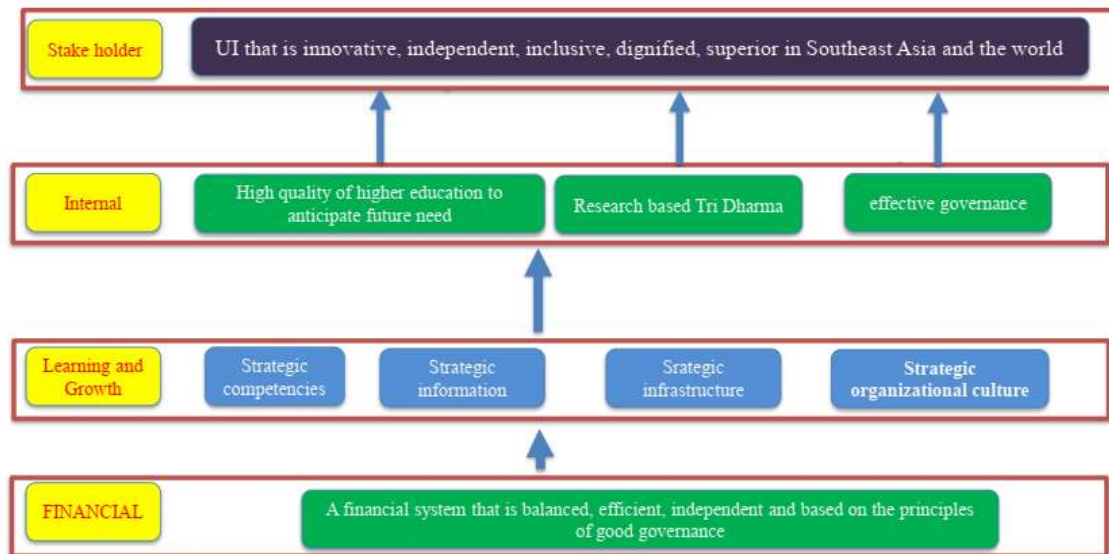 Stake holder
UI that is innovative, independent, inclusive, dignified, superior in Southeast Asia and the world
Internal
High quality of higher education to
anticipate future need
Research based Tri Dharma
effective governance
Learning and
Growth
Strategic
competencies
Strategic
information
Srategic
infrastructure
Strategic
organizational culture
FINANCIAL
A financial system that is balanced, efficient, independent and based on the principles
of good governance